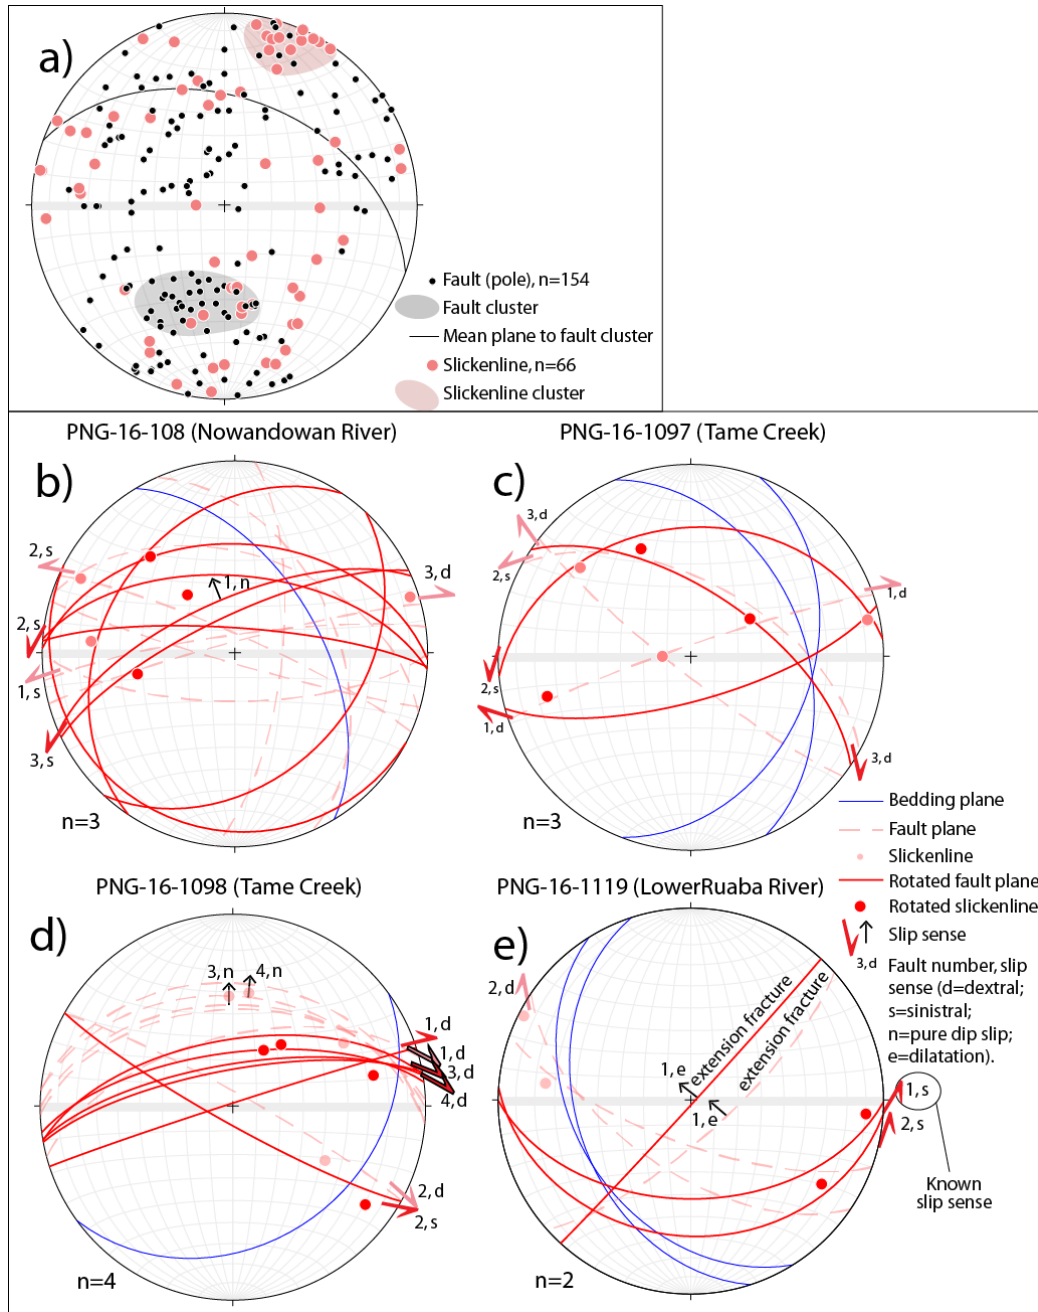 a)
Fault (pole), n=154
Fault cluster
Mean plane to fault cluster
Slickenline, n=66
Slickenline cluster
PNG-16-108 (Nowandowan River)
b)
2, s
1, n
3, d
2, s
1, s
3, s
n=3
PNG-16-1097 (Tame Creek)
c)
3, d
2, s
1, d
2, s
1, d
3, d
n=3
Bedding plane
Fault plane
Slickenline
Rotated fault plane
Rotated slickenline
Slip sense
3, d
Fault number, slip
sense (d=dextral;
s=sinistral;
n=pure dip slip;
e=dilatation).
PNG-16-1098 (Tame Creek)
d)
3, n
4, n
1, d
1, d
3, d
4, d
2, d
2, s
n=4
PNG-16-1119 (LowerRuaba River)
e)
2, d
extension fracture
extension fracture
1, e
1, e
1, s
2, s
Known
slip sense
n=2